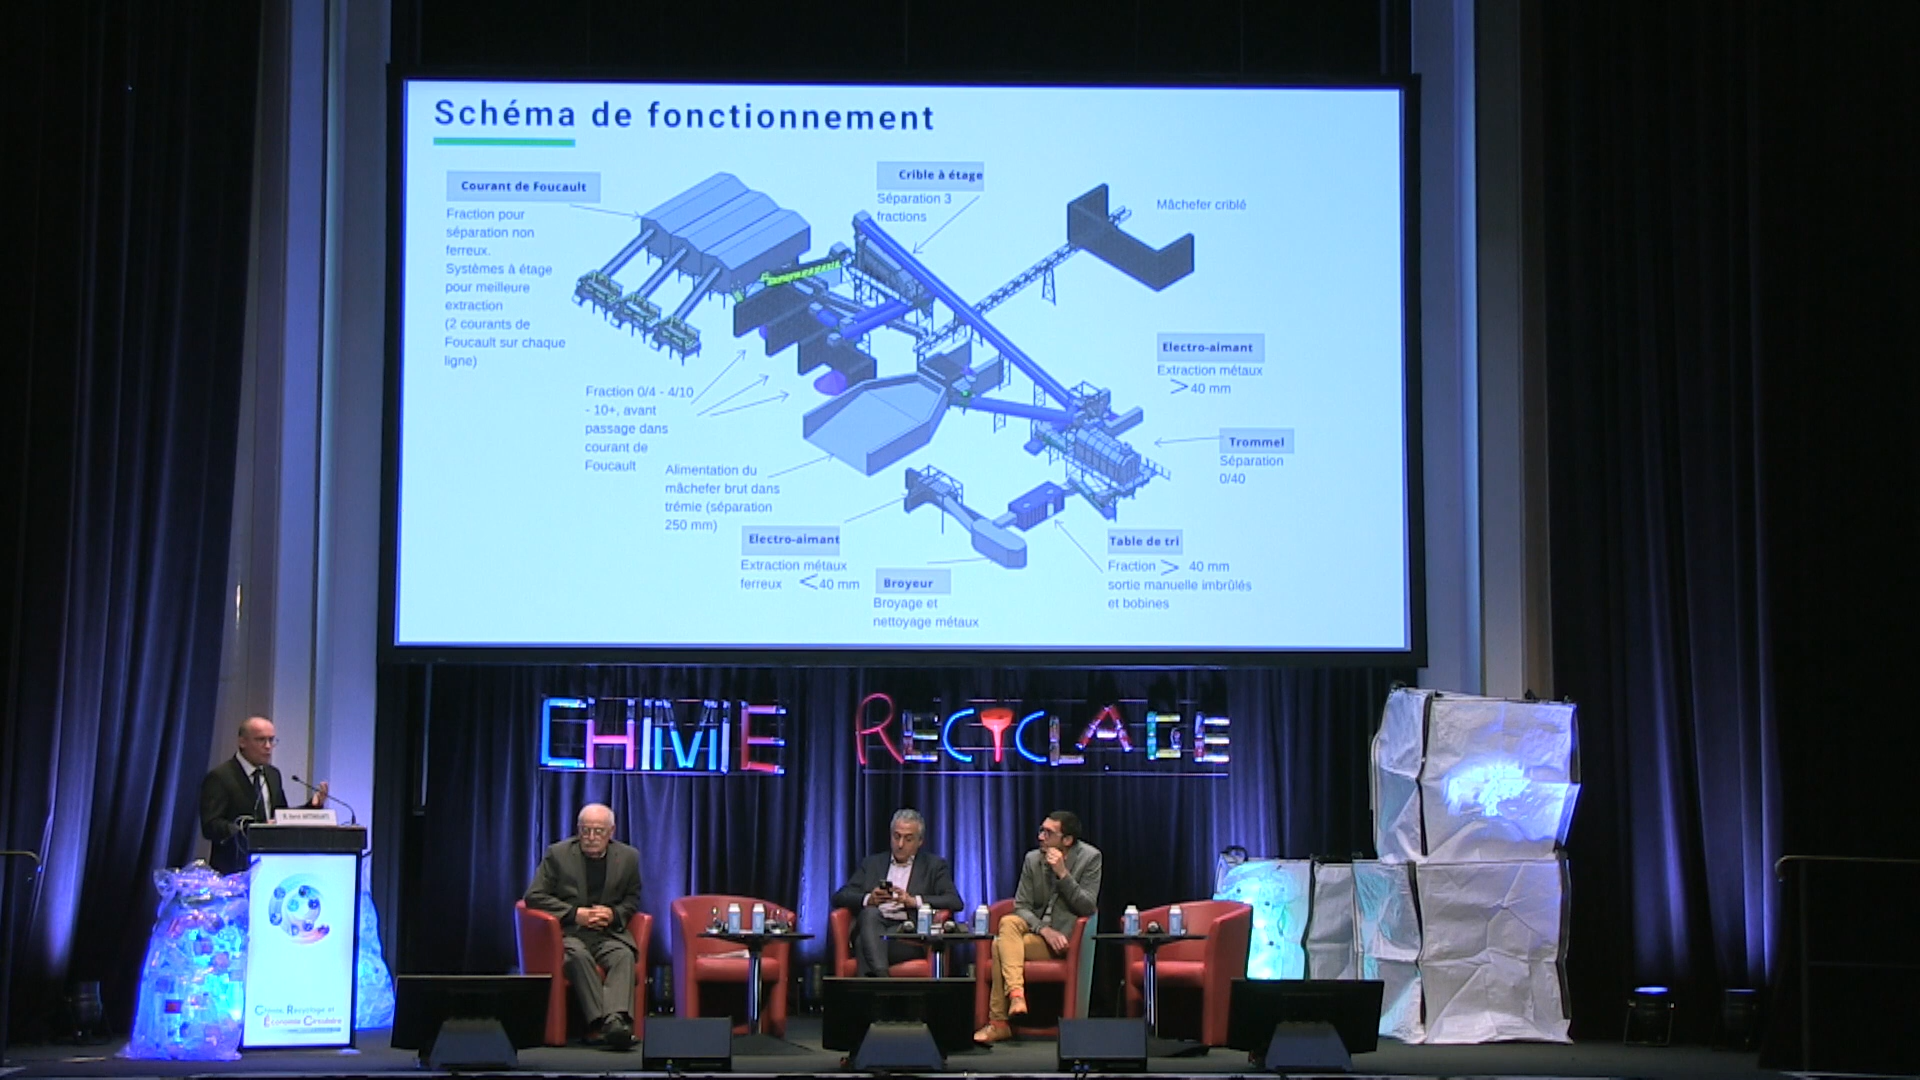 Schéma de fonctionnement
Courant de Foucault
Fraction pour
séparation non
ferreux.
Systèmes à étage
pour meilleure
extraction
(2 courants de
Foucault sur chaque
ligne)
Crible à étage
Séparation 3
fractions
Mâchefer criblé
Electro-aimant
Extraction métaux
> 40 mm
Trommel
Séparation
0/40
Fraction 0/4 - 4/10
- 10+, avant
passage dans
courant de
Foucault
Alimentation du
mâchefer brut dans
trémie (séparation
250 mm)
Electro-aimant
Extraction métaux
ferreux < 40 mm
Broyeur
Broyage et
nettoyage métaux
Table de tri
Fraction > 40 mm
sortie manuelle imbrûlés
et bobines
CHIMIE RECYCLAGE
Chimie, Recyclage et
Économie Circulaire